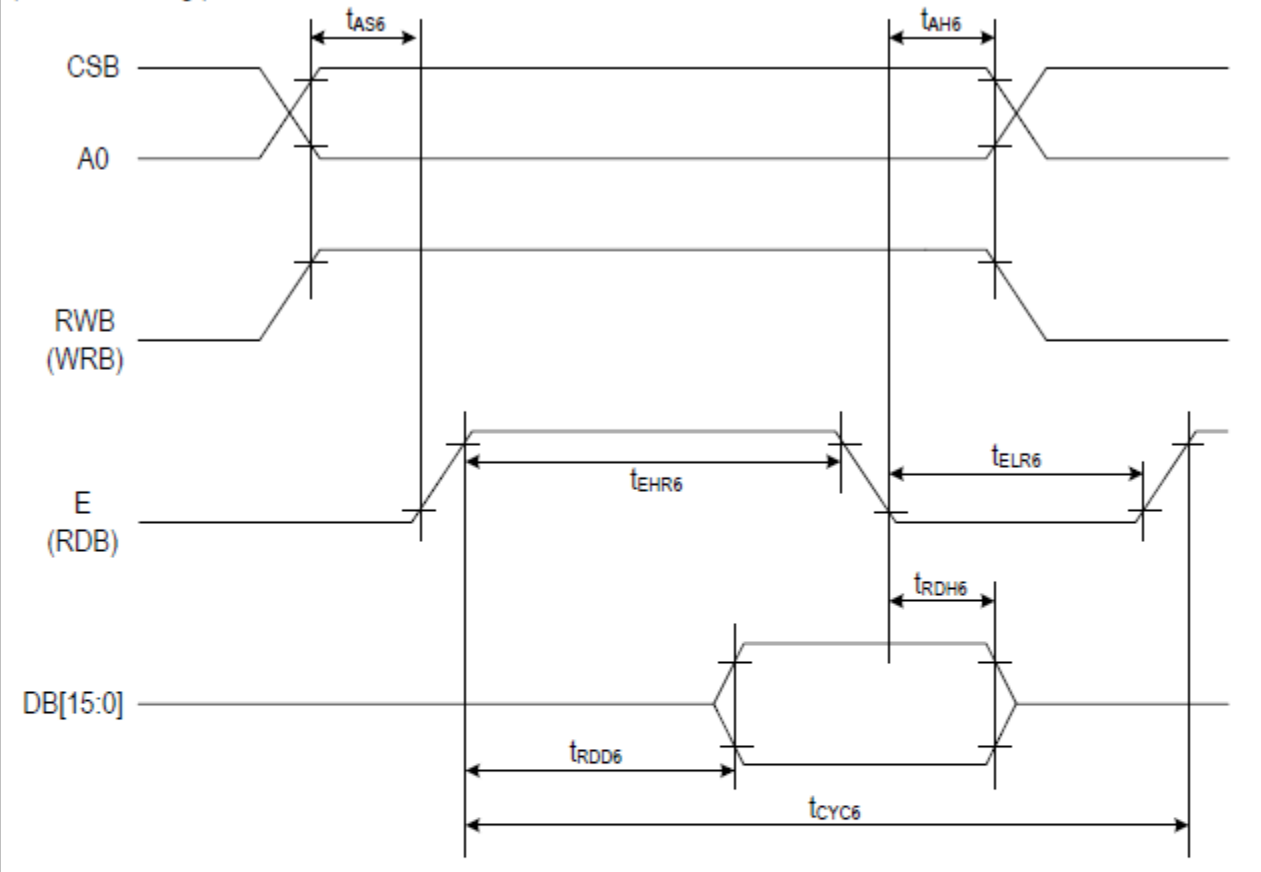 tAS6
tAH6
CSB
A0
RWB
(WRB)
tELR6
tEHR6
E
(RDB)
tRDH6
DB[15:0]
tRDD6
tCYC6